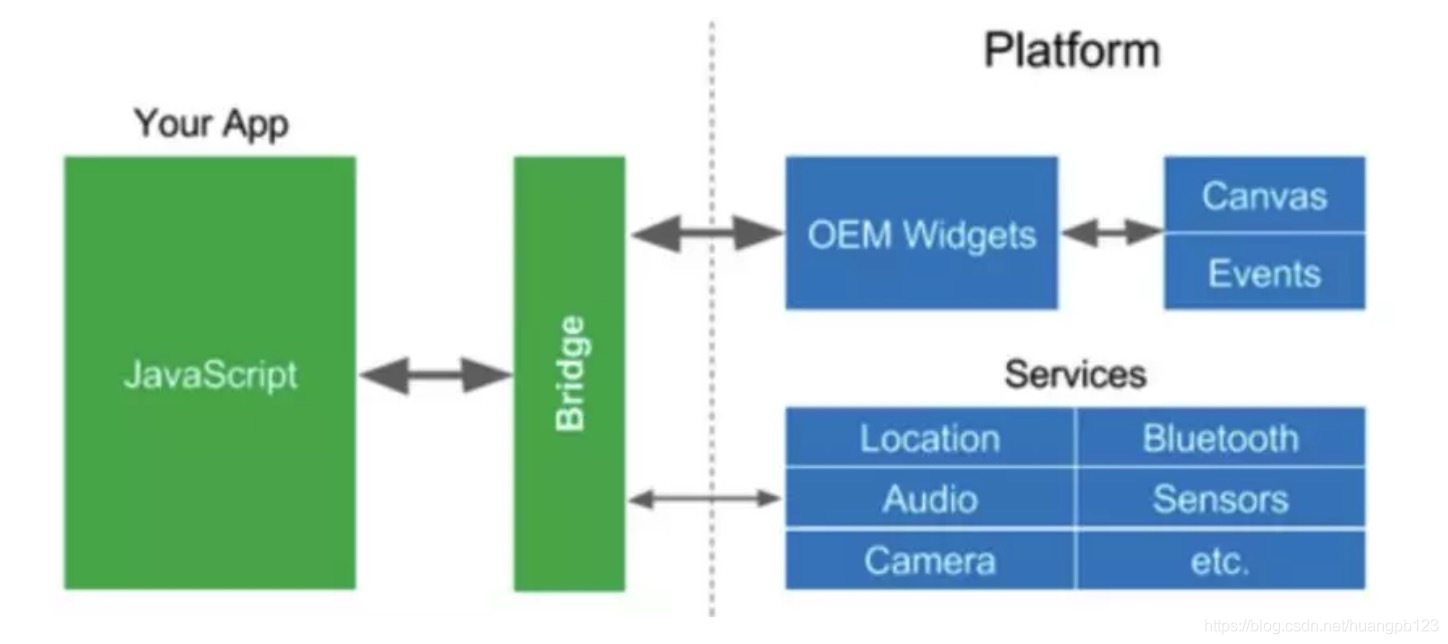 Platform
Your App
JavaScript
Bridge
OEM Widgets
Canvas
Events
Services
Location
Bluetooth
Audio
Sensors
Camera
etc.
https://blog.csdn.net/huangpb123